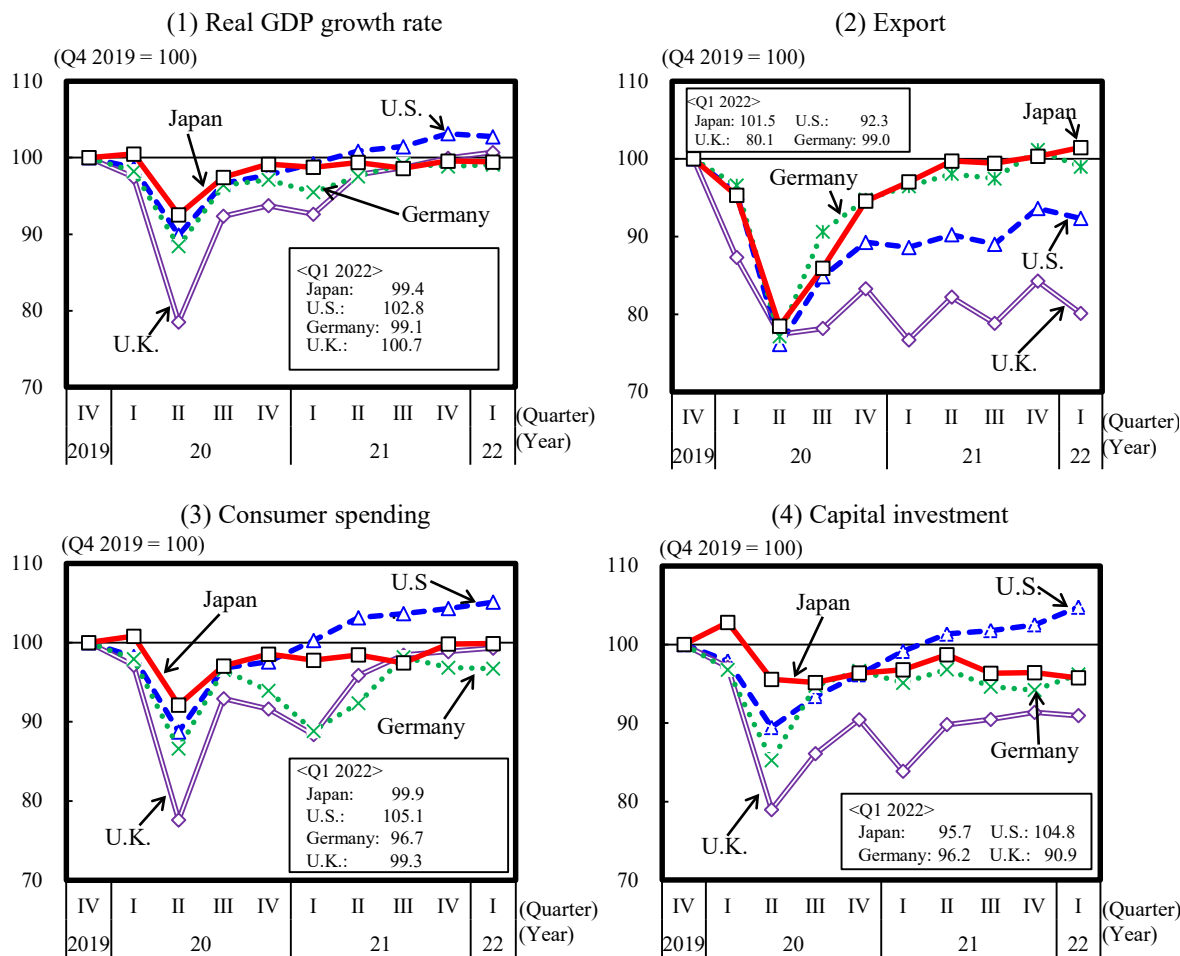 (1) Real GDP growth rate
(Q4 2019 = 100)
110
100
90
80
70
Japan
U.S.
Germany
U.K.
<Q1 2022>
Japan: 99.4
U.S.: 102.8
Germany: 99.1
U.K.: 100.7
IV I II III IV I II III IV I (Quarter)
2019 20 21 22 (Year)
(2) Export
(Q4 2019 = 100)
110
100
90
80
70
<Q1 2022>
Japan: 101.5 U.S.: 92.3
U.K.: 80.1 Germany: 99.0
Japan
Germany
U.S.
U.K.
IV I II III IV I II III IV I (Quarter)
2019 20 21 22 (Year)
(3) Consumer spending
(Q4 2019 = 100)
110
100
90
80
70
U.S
Japan
Germany
U.K.
<Q1 2022>
Japan: 99.9
U.S.: 105.1
Germany: 96.7
U.K.: 99.3
IV I II III IV I II III IV I (Quarter)
2019 20 21 22 (Year)
(4) Capital investment
(Q4 2019 = 100)
110
100
90
80
70
U.S.
Japan
Germany
U.K.
<Q1 2022>
Japan: 95.7 U.S.: 104.8
Germany: 96.2 U.K.: 90.9
IV I II III IV I II III IV I (Quarter)
2019 20 21 22 (Year)